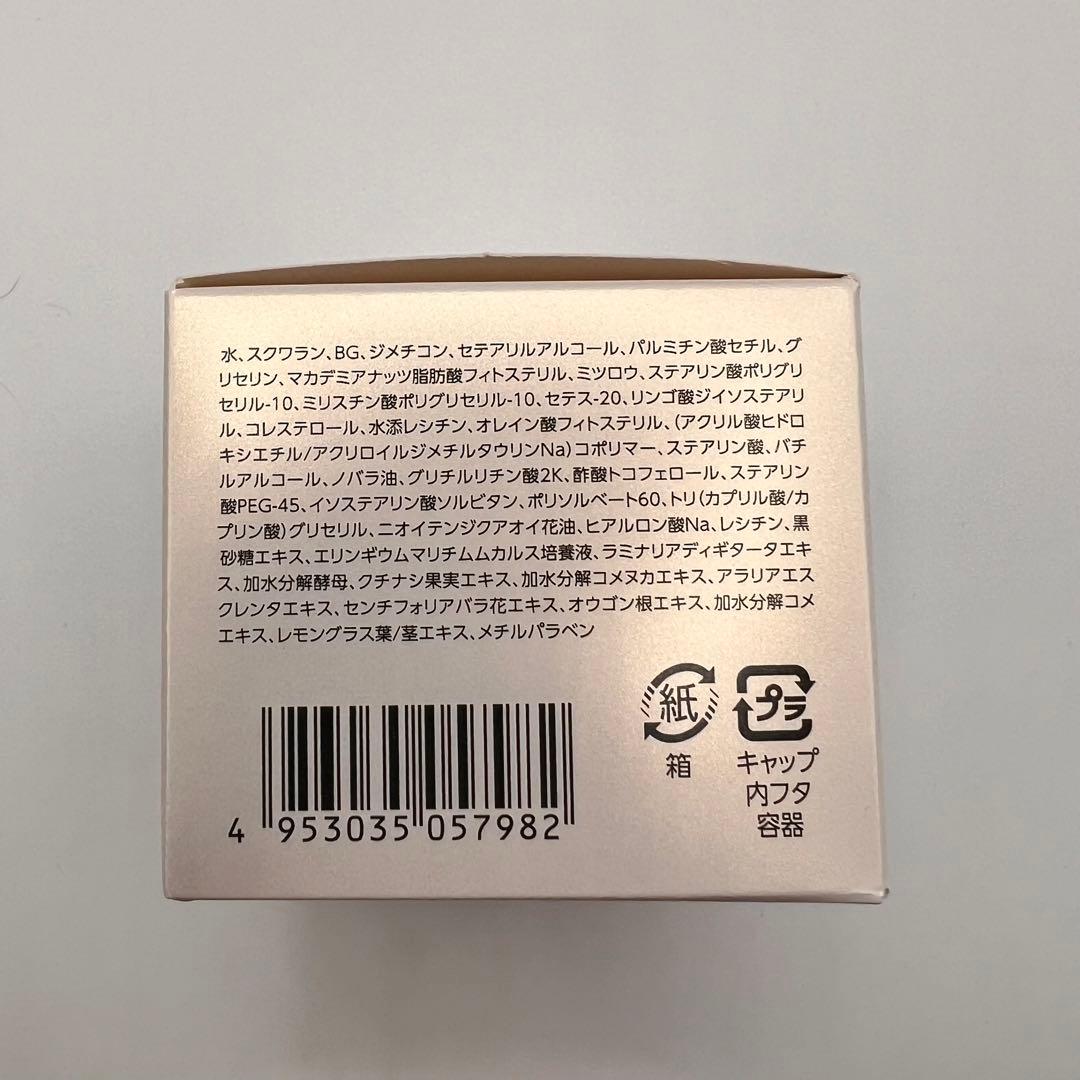 水、スクワラン、BG、ジメチコン、セテアリルアルコール、パルミチン酸セチル、グ
リセリン、マカデミアナッツ脂肪酸フィトステリル、ミツロウ、ステアリン酸ポリグリ
セリル-10、ミリスチン酸ポリグリセリル-10、セテス-20、リンゴ酸ジイソステアリ
ル、コレステロール、水添レシチン、オレイン酸フィトステリル、（アクリル酸ヒドロ
キシエチル/アクリロイルジメチルタウリンNa）コポリマー、ステアリン酸、バチ
ルアルコール、ノバラ油、グリチルリチン酸2K、酢酸トコフェロール、ステアリン
酸PEG-45、イソステアリン酸ソルビタン、ポリソルベート60、トリ（カプリル酸/カ
プリン酸）グリセリル、ニオイテンジクアオイ花油、ヒアルロン酸Na、レシチン、黒
砂糖エキス、エリンギウムマリチムムカルス培養液、ラミナリアディギタータエキ
ス、加水分解酵母、クチナシ果実エキス、加水分解コメヌカエキス、アラリアエス
クレンタエキス、センチフォリアバラ花エキス、オウゴン根エキス、加水分解コメ
エキス、レモングラス葉/茎エキス、メチルパラベン
紙
箱
プラ
キャップ
内フタ
容器
4 953035 057982